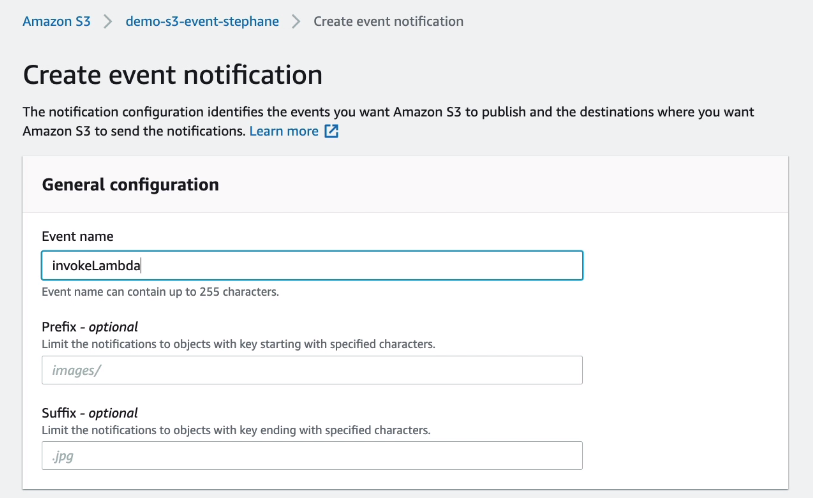 Amazon S3 > demo-s3-event-stephane > Create event notification
Create event notification
The notification configuration identifies the events you want Amazon S3 to publish and the destinations where you want
Amazon S3 to send the notifications. Learn more
General configuration
Event name
invokeLambda
Event name can contain up to 255 characters.
Prefix - optional
Limit the notifications to objects with key starting with specified characters.
images/
Suffix - optional
Limit the notifications to objects with key ending with specified characters.
.jpg